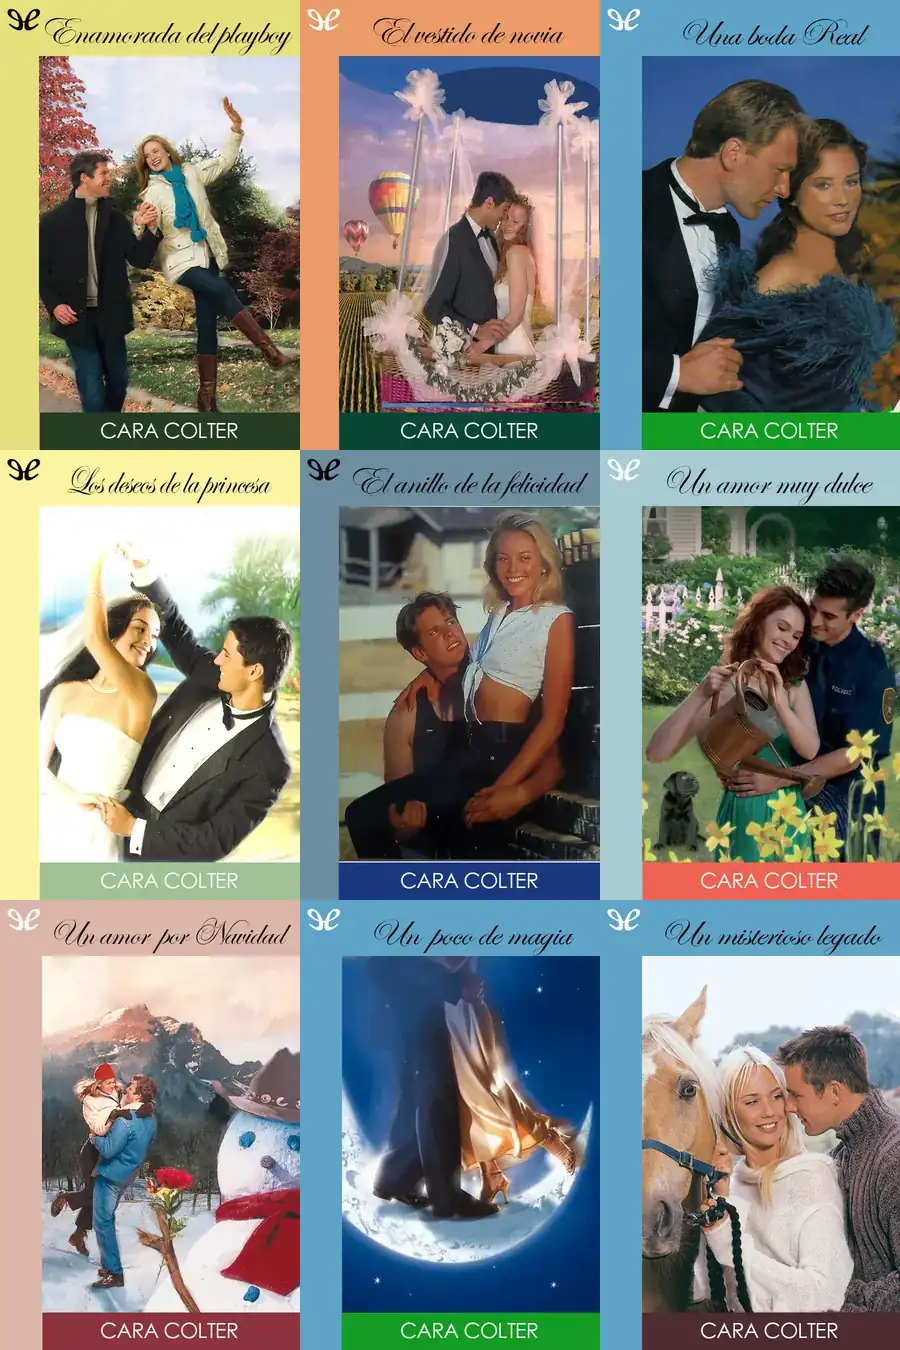 Enamorada del playboy
CARA COLTER
El vestido de novia
CARA COLTER
Una boda Real
CARA COLTER
Los deseos de la princesa
CARA COLTER
El anillo de la felicidad
CARA COLTER
Un amor muy dulce
POLICE
CARA COLTER
Un amor por Navidad
CARA COLTER
Un poco de magia
CARA COLTER
Un misterioso legado
CARA COLTER